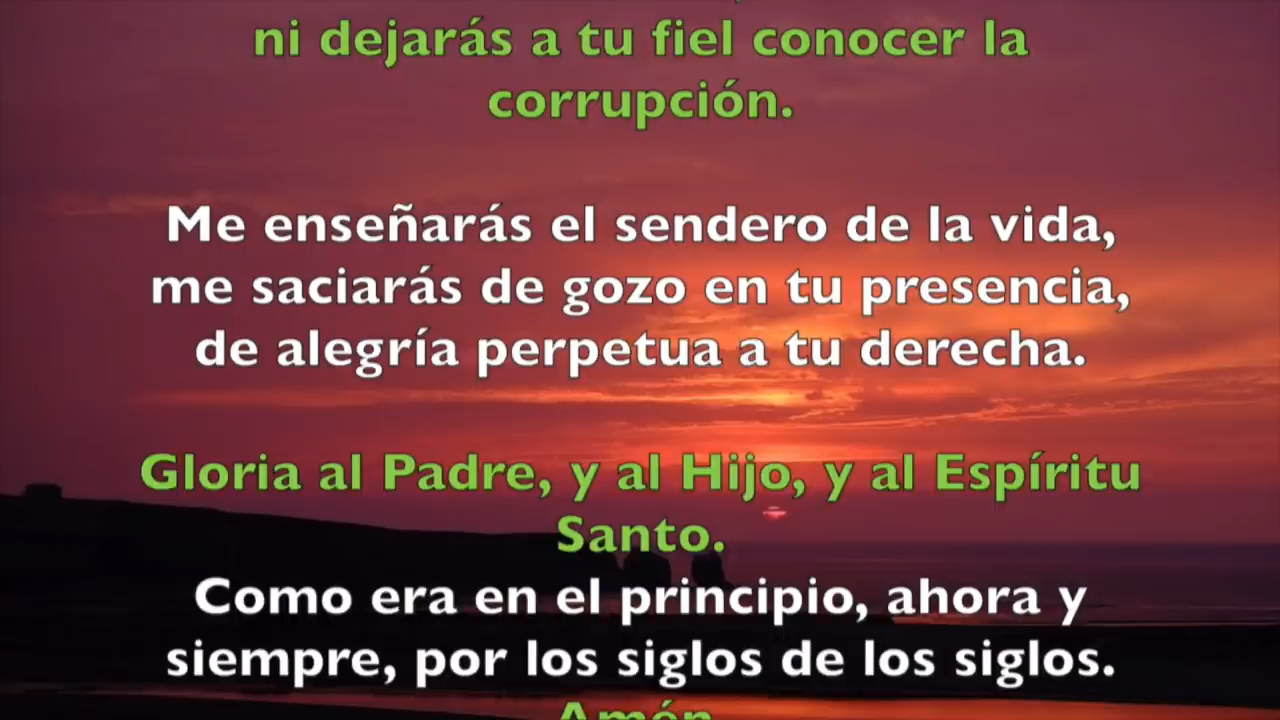 ni dejarás a tu fiel conocer la
corrupción.
Me enseñarás el sendero de la vida,
me saciarás de gozo en tu presencia,
de alegría perpetua a tu derecha.
Gloria al Padre, y al Hijo, y al Espíritu
Santo.
Como era en el principio, ahora y
siempre, por los siglos de los siglos.
Amén.